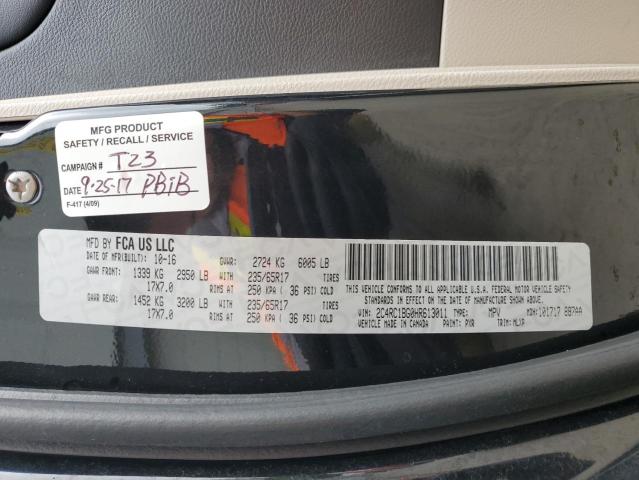 MFG PRODUCT
SAFETY / RECALL / SERVICE
CAMPAIGN # T23
DATE 9-25-17 PBIB
F-417 (4/09)
MFD BY FCA US LLC
DATE OF MFR(BUILT): 10-16 GVWR: 2724 KG 6005 LB
GAWR FRONT: 1339 KG 2950 LB WITH 235/65R17 TIRES
17X7.0 RIMS AT 250 KPA ( 36 PSI) COLD
GAWR REAR: 1452 KG 3200 LB WITH 235/65R17 TIRES
17X7.0 RIMS AT 250 KPA ( 36 PSI) COLD
THIS VEHICLE CONFORMS TO ALL APPLICABLE U.S.A. FEDERAL MOTOR VEHICLE SAFETY
STANDARDS IN EFFECT ON THE DATE OF MANUFACTURE SHOWN ABOVE.
VIN: 2C4RC1BG0HR613011 TYPE: MPV MDH: 101717 887AA
VEHICLE MADE IN CANADA PAINT: PXR TRIM: MLXR